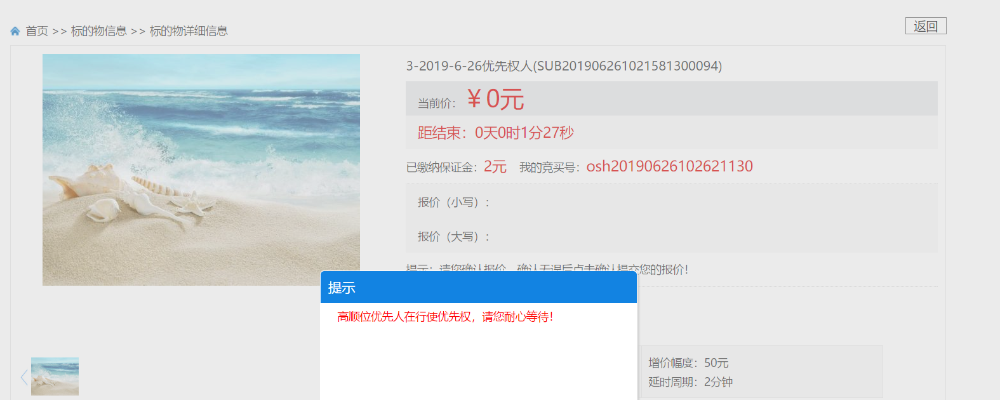 首页 >> 标的物信息 >> 标的物详细信息
返回
3-2019-6-26优先权人(SUB201906261021581300094)
当前价： ￥0元
距结束：0天0时1分27秒
已缴纳保证金：2元 我的竞买号：osh20190626102621130
报价（小写）：
报价（大写）：
提示：请您确认报价，确认无误后点击确认提交您的报价！
提示
高顺位优先人在行使优先权，请您耐心等待！
增价幅度：50元
延时周期：2分钟